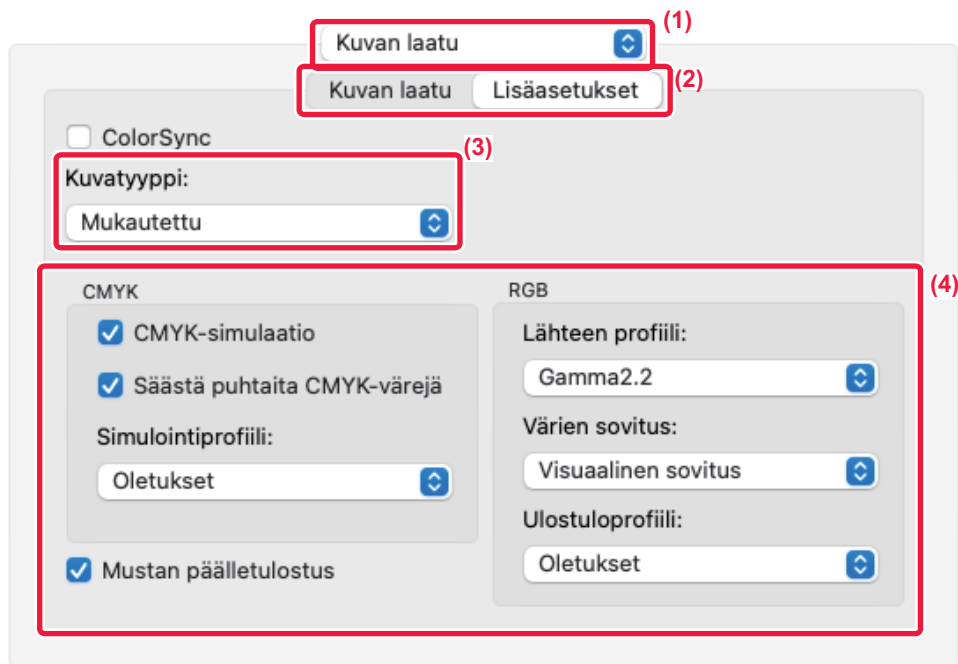 (1)
Kuvan laatu
(2)
Kuvan laatu Lisäasetukset
ColorSync
(3)
Kuvatyyppi:
Mukautettu
(4)
CMYK
CMYK-simulaatio
Säästä puhtaita CMYK-värejä
Simulointiprofiili:
Oletukset
Mustan päälletulostus
RGB
Lähteen profiili:
Gamma2.2
Värien sovitus:
Visuaalinen sovitus
Ulostuloprofiili:
Oletukset